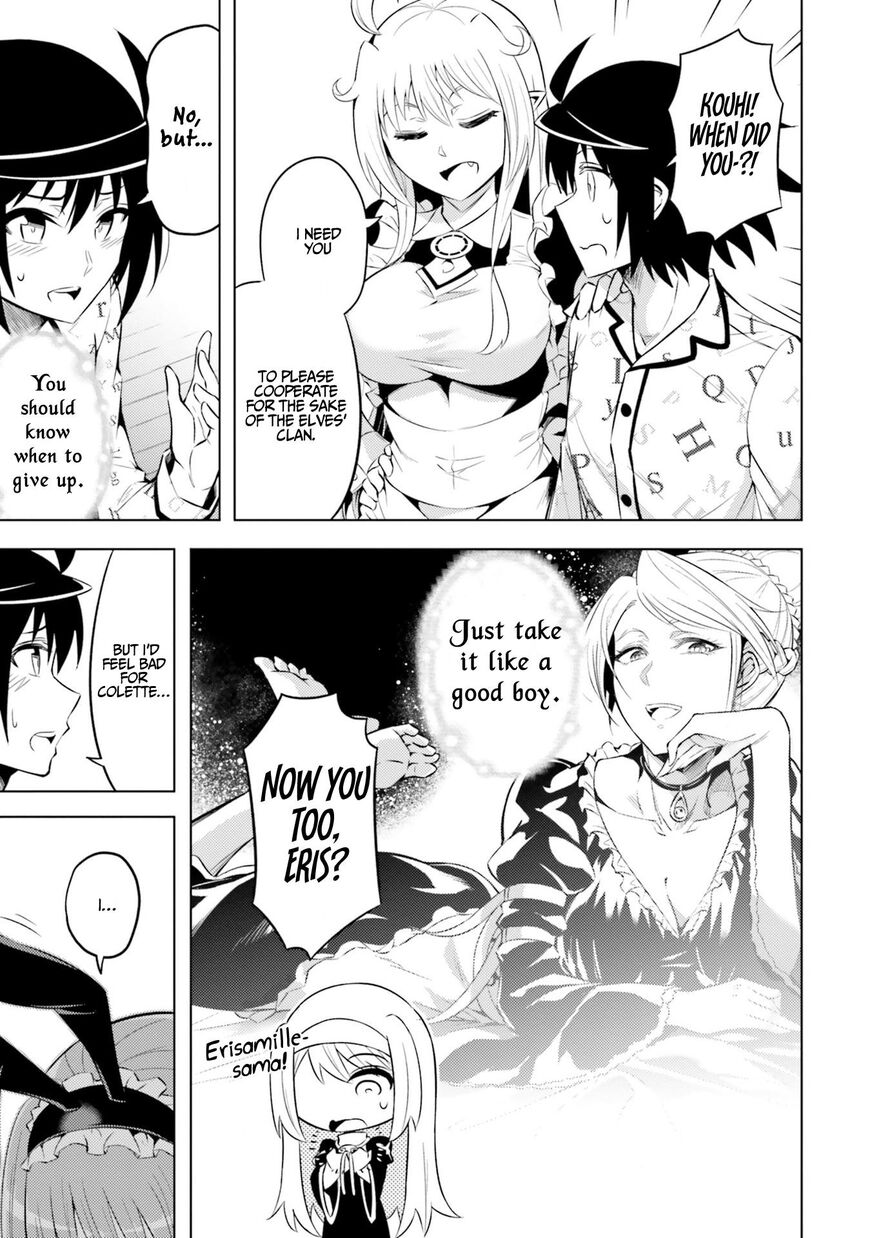 KOUHI!
WHEN DID
YOU-?!
I NEED
YOU
TO PLEASE
COOPERATE
FOR THE SAKE
OF THE ELVES'
CLAN.
No,
but...
You
should
know
when to
give up.
Just take
it like a
good boy.
NOW YOU
TOO,
ERIS?
Erisamille-
sama!
BUT I'D
FEEL BAD
FOR
COLETTE...
I...